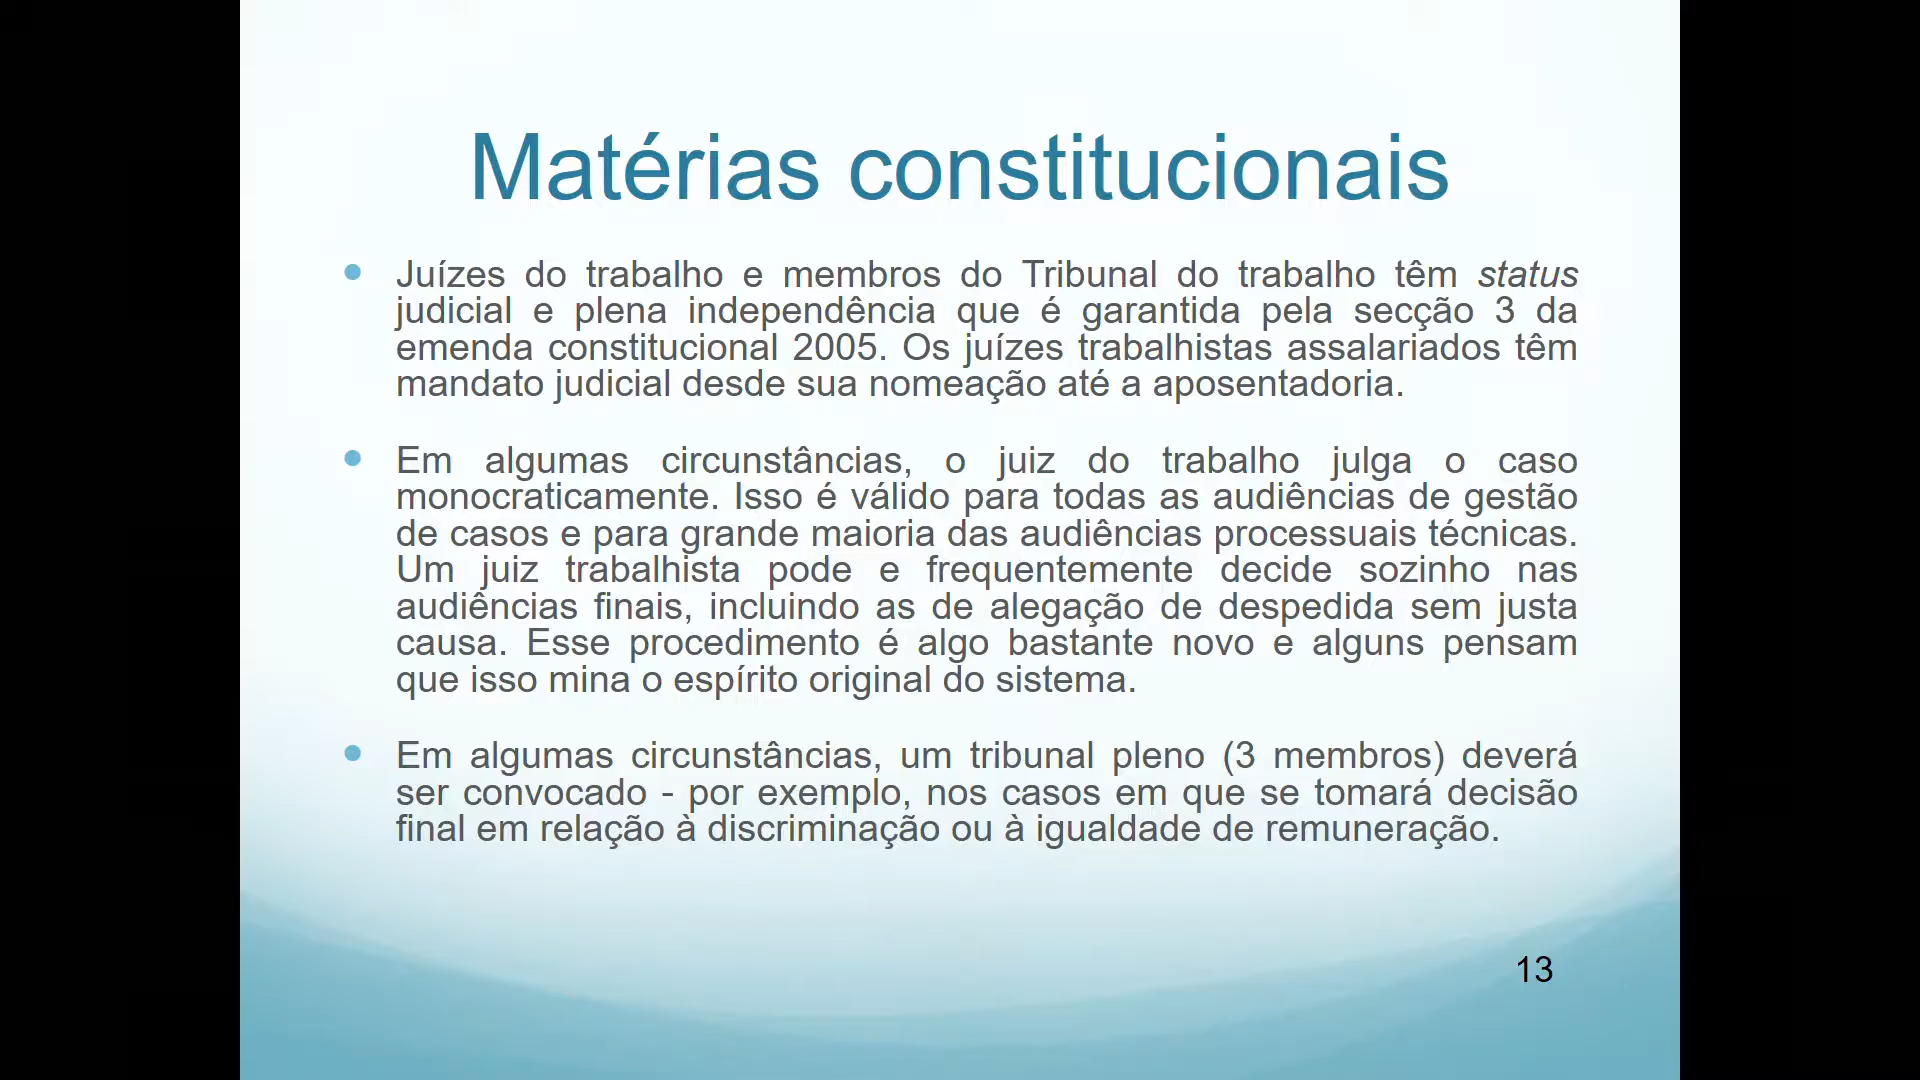 Matérias constitucionais
• Juízes do trabalho e membros do Tribunal do trabalho têm status
judicial e plena independência que é garantida pela secção 3 da
emenda constitucional 2005. Os juízes trabalhistas assalariados têm
mandato judicial desde sua nomeação até a aposentadoria.
• Em algumas circunstâncias, o juiz do trabalho julga o caso
monocraticamente. Isso é válido para todas as audiências de gestão
de casos e para grande maioria das audiências processuais técnicas.
Um juiz trabalhista pode e frequentemente decide sozinho nas
audiências finais, incluindo as de alegação de despedida sem justa
causa. Esse procedimento é algo bastante novo e alguns pensam
que isso mina o espírito original do sistema.
• Em algumas circunstâncias, um tribunal pleno (3 membros) deverá
ser convocado - por exemplo, nos casos em que se tomará decisão
final em relação à discriminação ou à igualdade de remuneração.
13